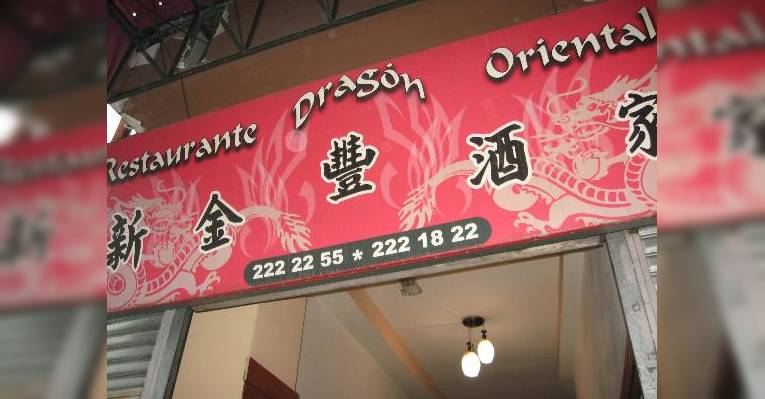 Restaurante Dragón Oriental
新金豐酒家
222 22 55 * 222 18 22